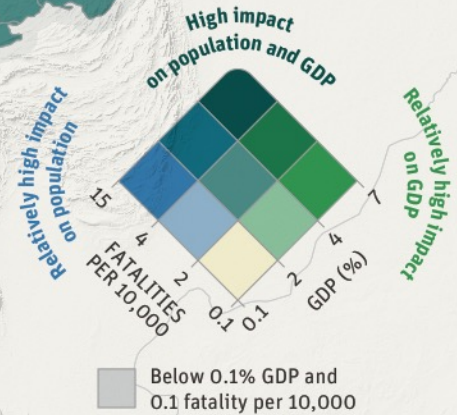 High impact
on population and GDP
Relatively high impact
on population
Relatively high impact
on GDP
15
4
2
0.1
FATALITIES
PER 10,000
0.1
2
4
7
GDP (%)
Below 0.1% GDP and
0.1 fatality per 10,000